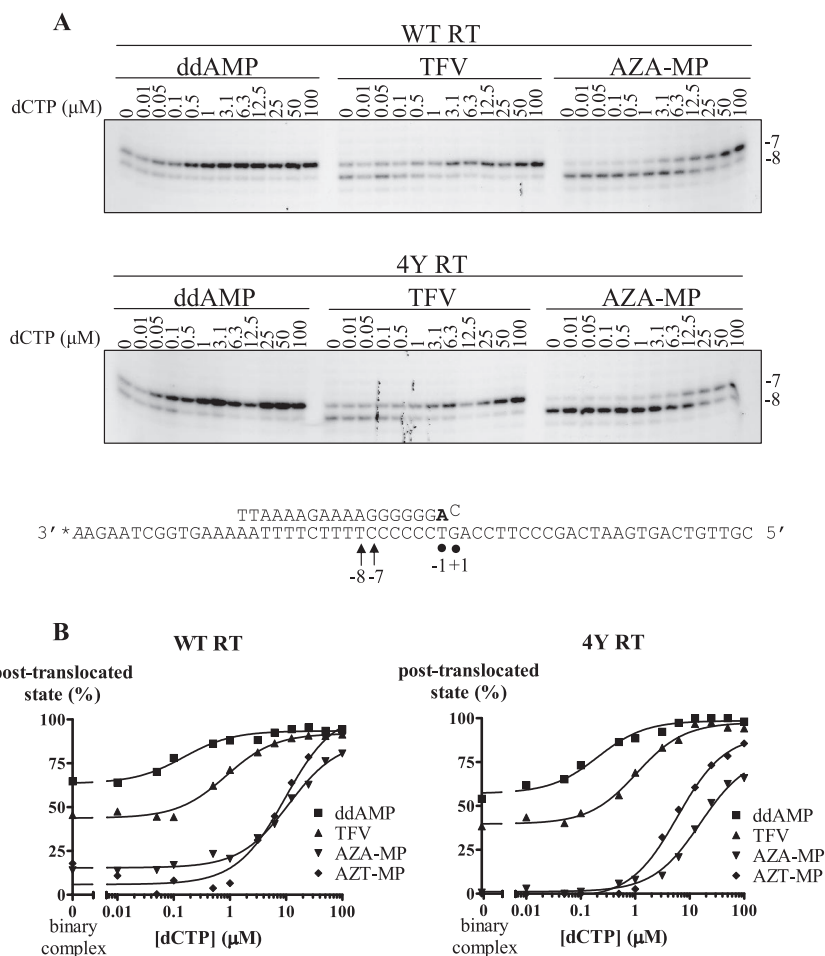 A
WT RT
ddAMP TFV AZA-MP
dCTP (μM) 0 0.01 0.05 0.1 0.5 1 3.1 6.3 12.5 25 50 100 0 0.01 0.05 0.1 0.5 1 3.1 6.3 12.5 25 50 100 0 0.01 0.05 0.1 0.5 1 3.1 6.3 12.5 25 50 100
-7
-8
4Y RT
ddAMP TFV AZA-MP
dCTP (μM) 0 0.01 0.05 0.1 0.5 1 3.1 6.3 12.5 25 50 100 0 0.01 0.05 0.1 0.5 1 3.1 6.3 12.5 25 50 100 0 0.01 0.05 0.1 0.5 1 3.1 6.3 12.5 25 50 100
-7
-8
TTAAAAGAAAAGGGGGGAC
3’*AAGAATCGGTGAAAAATTTTCTTTTCCCCCCTGACCTTCCCGACTAAGTGACTGTTGC 5’
-8 -7 -1 +1
B
WT RT
post-translocated
state (%)
100
75
50
25
0
0 0.01 0.1 1 10 100
binary
complex
[dCTP] (μM)
ddAMP
TFV
AZA-MP
AZT-MP
4Y RT
post-translocated
state (%)
100
75
50
25
0
0 0.01 0.1 1 10 100
binary
complex
[dCTP] (μM)
ddAMP
TFV
AZA-MP
AZT-MP